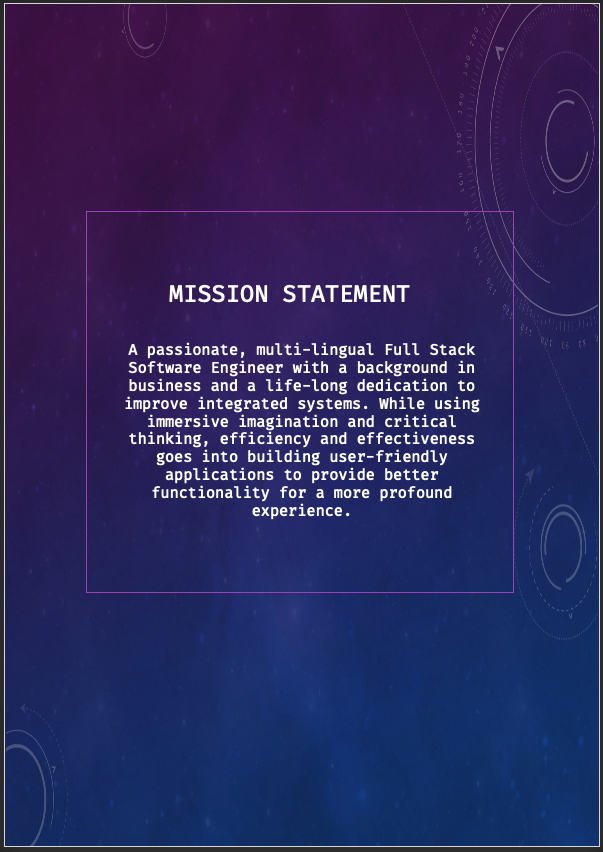 MISSION STATEMENT
A passionate, multi-lingual Full Stack
Software Engineer with a background in
business and a life-long dedication to
improve integrated systems. While using
immersive imagination and critical
thinking, efficiency and effectiveness
goes into building user-friendly
applications to provide better
functionality for a more profound
experience.